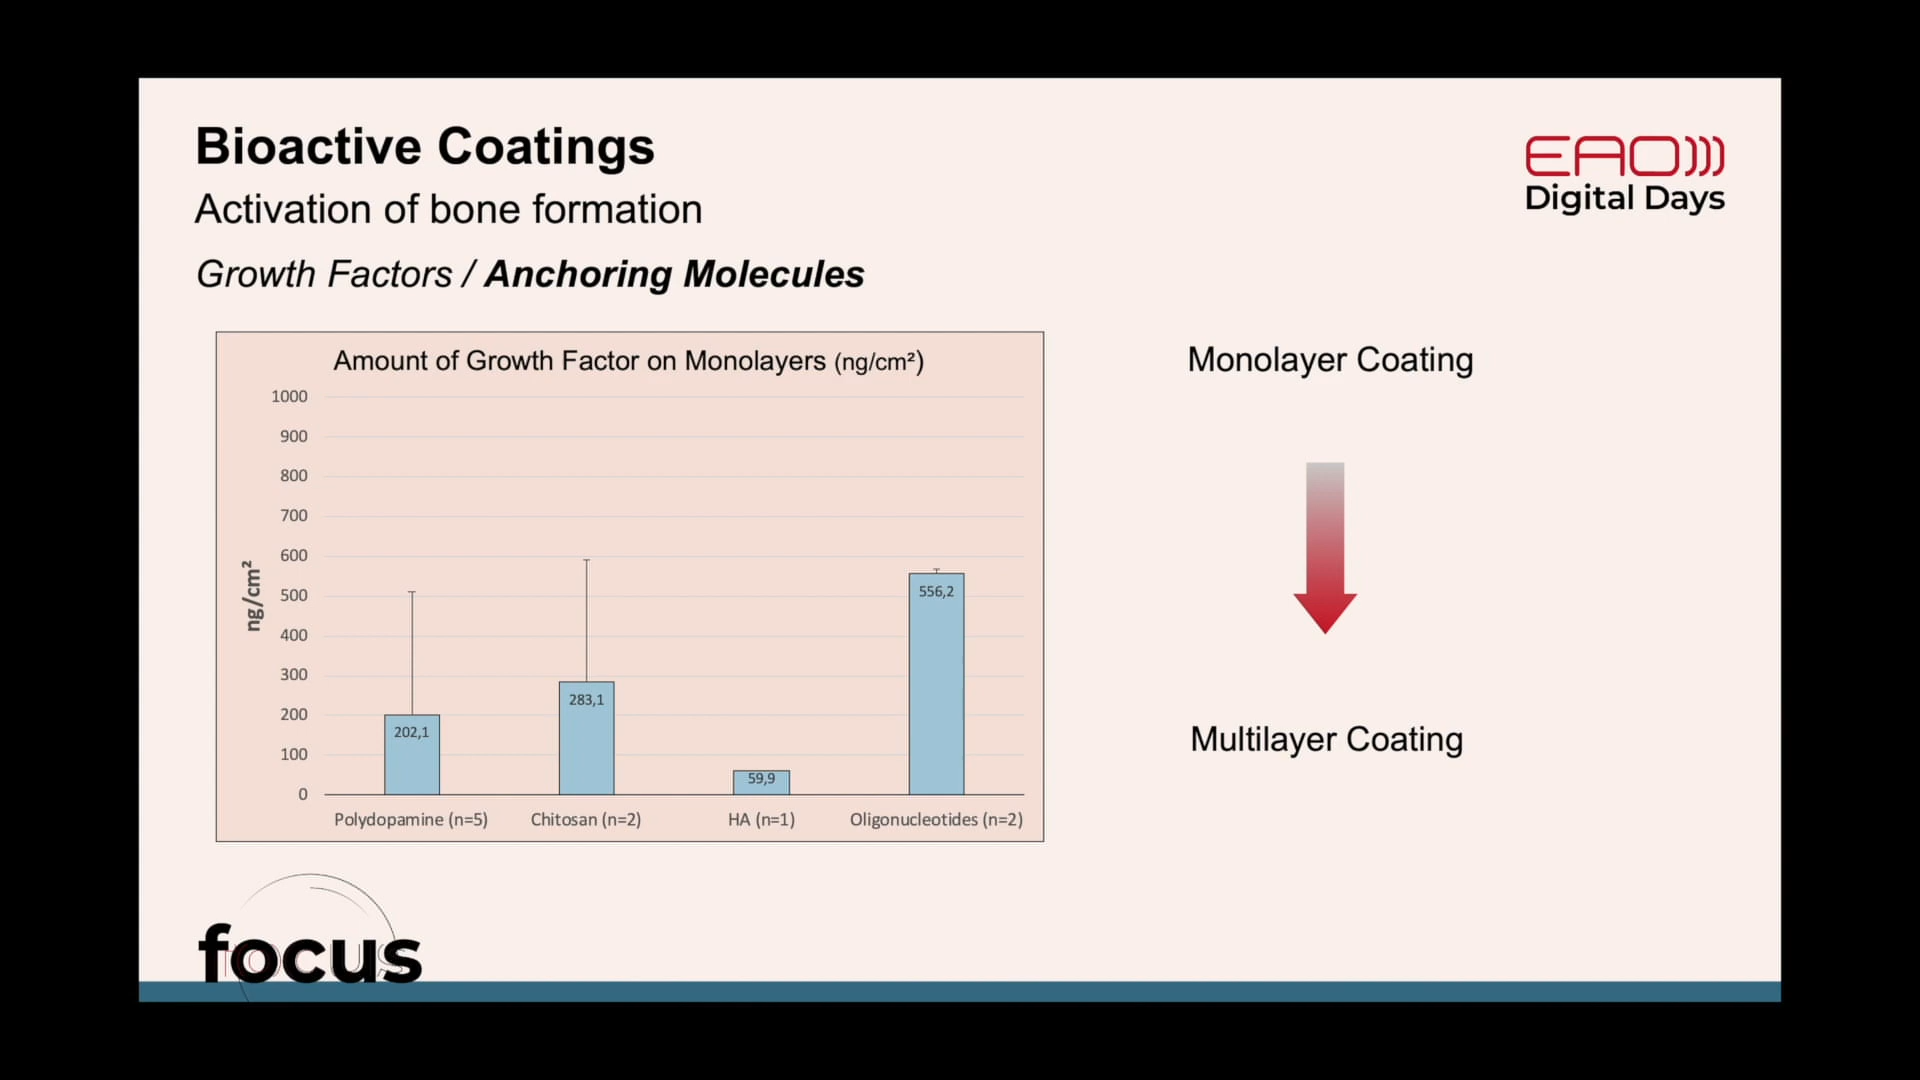 Bioactive Coatings
Activation of bone formation
Growth Factors / Anchoring Molecules
EAO
Digital Days
Amount of Growth Factor on Monolayers (ng/cm²)
1000
900
800
700
600
500
400
300
200
100
0
ng/cm²
202,1
283,1
59,9
556,2
Polydopamine (n=5)
Chitosan (n=2)
HA (n=1)
Oligonucleotides (n=2)
Monolayer Coating
Multilayer Coating
focus